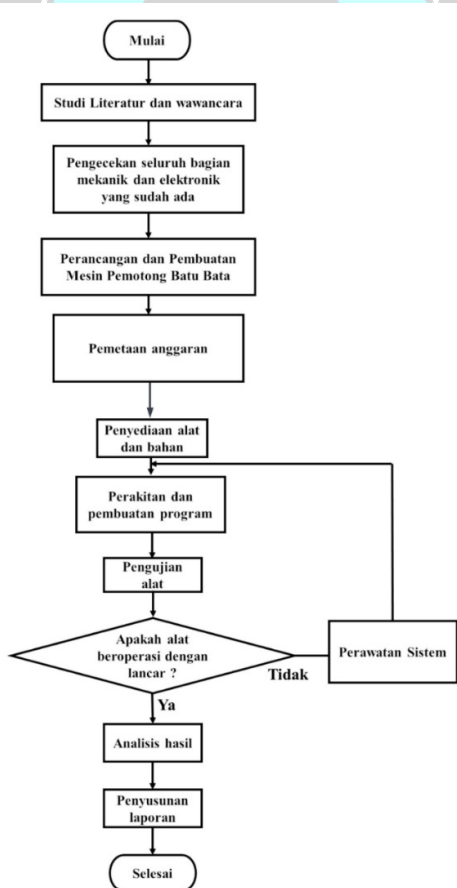 Mulai
Studi Literatur dan wawancara
Pengecekan seluruh bagian
mekanik dan elektronik
yang sudah ada
Perancangan dan Pembuatan
Mesin Pemotong Batu Bata
Pemetaan anggaran
Penyediaan alat
dan bahan
Perakitan dan
pembuatan program
Pengujian
alat
Apakah alat
beroperasi dengan
lancar ?
Tidak
Perawatan Sistem
Ya
Analisis hasil
Penyusunan
laporan
Selesai